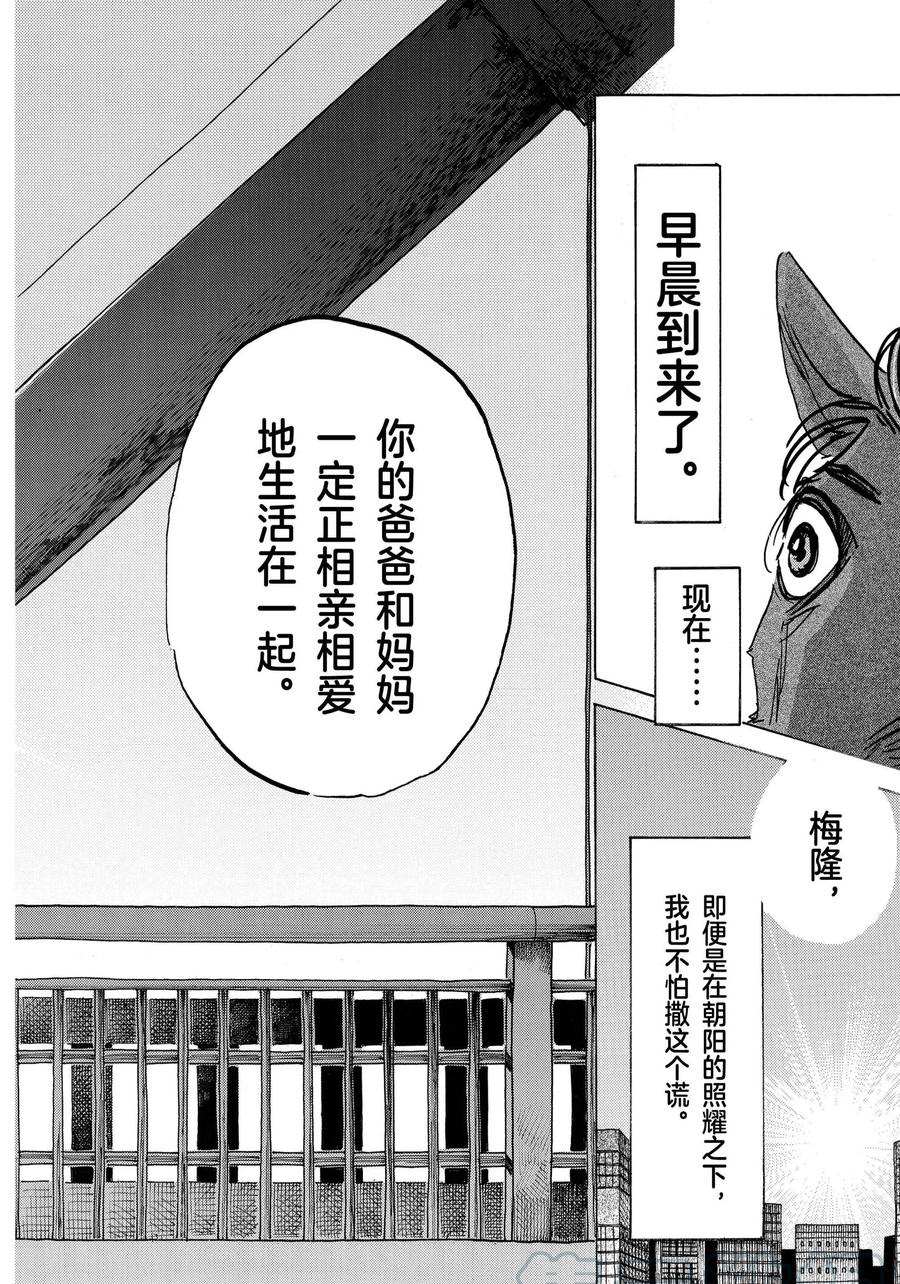 早晨到来了。
现在……
梅隆，
即便是在朝阳的照耀之下，
我也不怕撒这个谎。
你的爸爸和妈妈
一定正相亲相爱
地生活在一起。